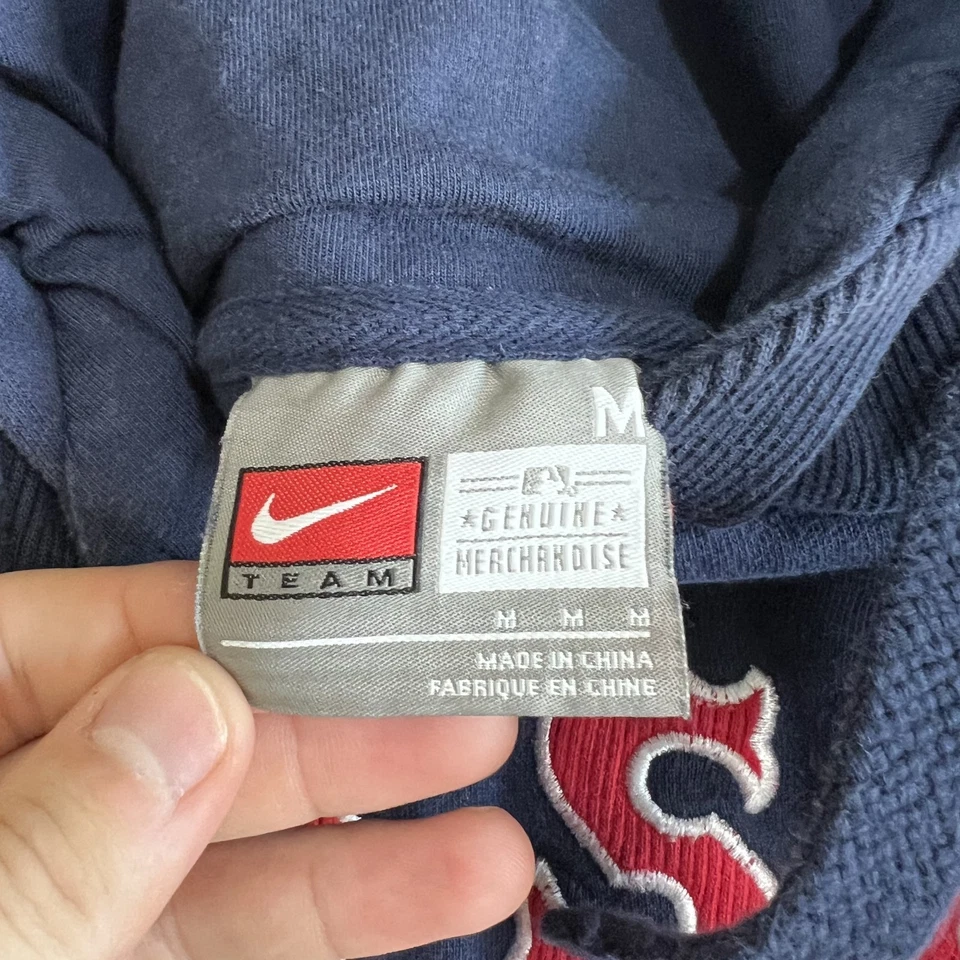 M
TEAM
★GENUINE★
MERCHANDISE
M M M
MADE IN CHINA
FABRIQUE EN CHINE
S